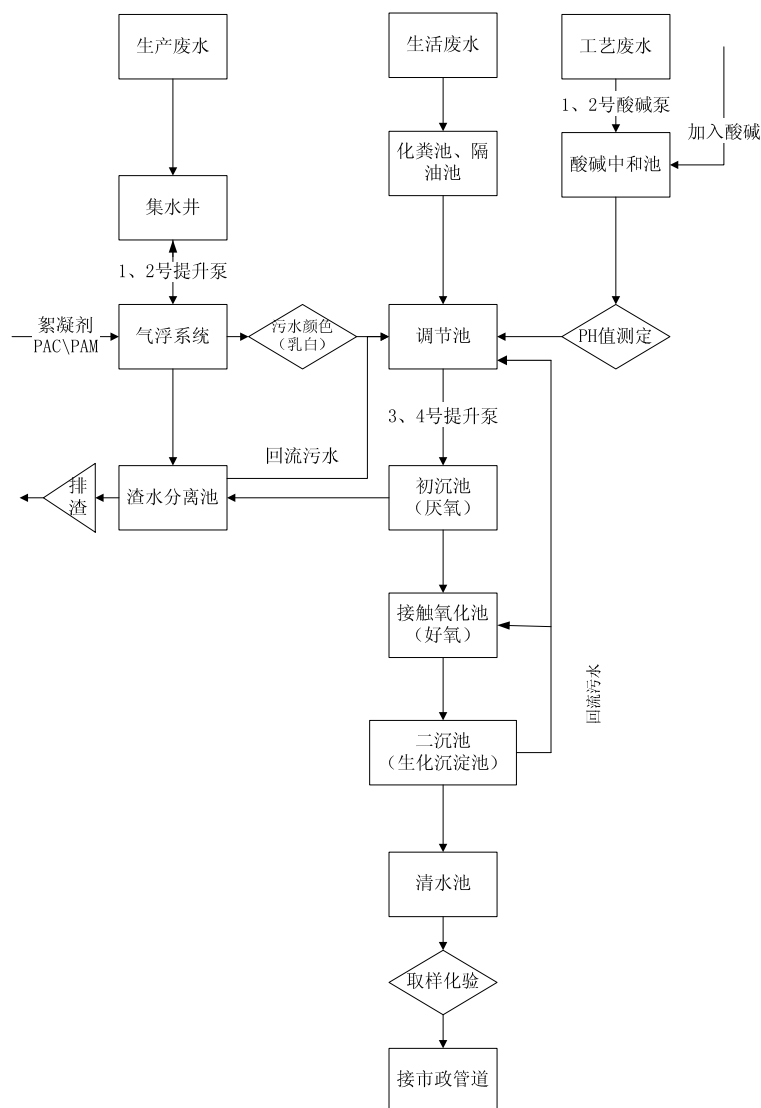 生产废水
生活废水
工艺废水
1、2号酸碱泵
加入酸碱
化粪池、隔
油池
酸碱中和池
集水井
1、2号提升泵
絮凝剂
PAC\PAM
气浮系统
污水颜色
（乳白）
调节池
PH值测定
3、4号提升泵
回流污水
排
渣
渣水分离池
初沉池
（厌氧）
接触氧化池
（好氧）
回流污水
二沉池
（生化沉淀池）
清水池
取样化验
接市政管道